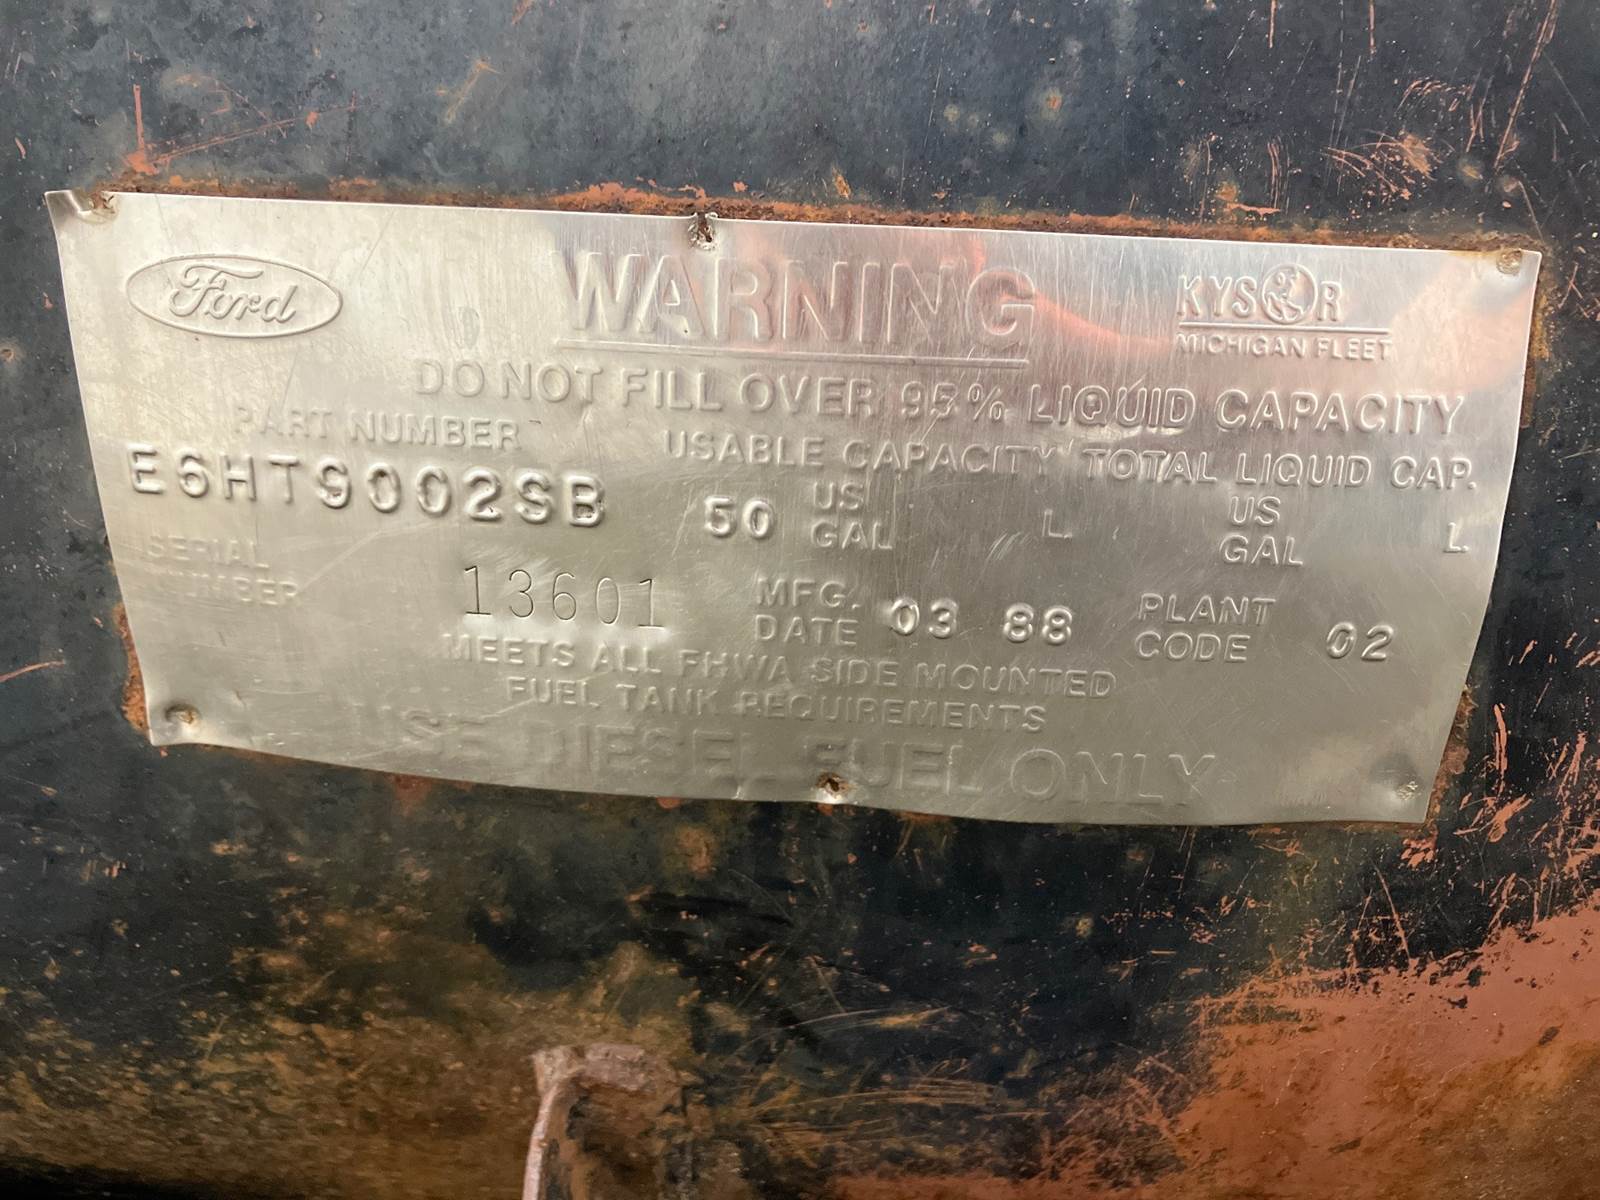 Ford
WARNING
KYSOR
MICHIGAN FLEET
DO NOT FILL OVER 95% LIQUID CAPACITY
PART NUMBER
E6HT9002SB
USABLE CAPACITY TOTAL LIQUID CAP.
50 US GAL L. US GAL L.
SERIAL NUMBER 13601 MFG. DATE 03 88 PLANT CODE 02
MEETS ALL FHWA SIDE MOUNTED
FUEL TANK REQUIREMENTS
USE DIESEL FUEL ONLY